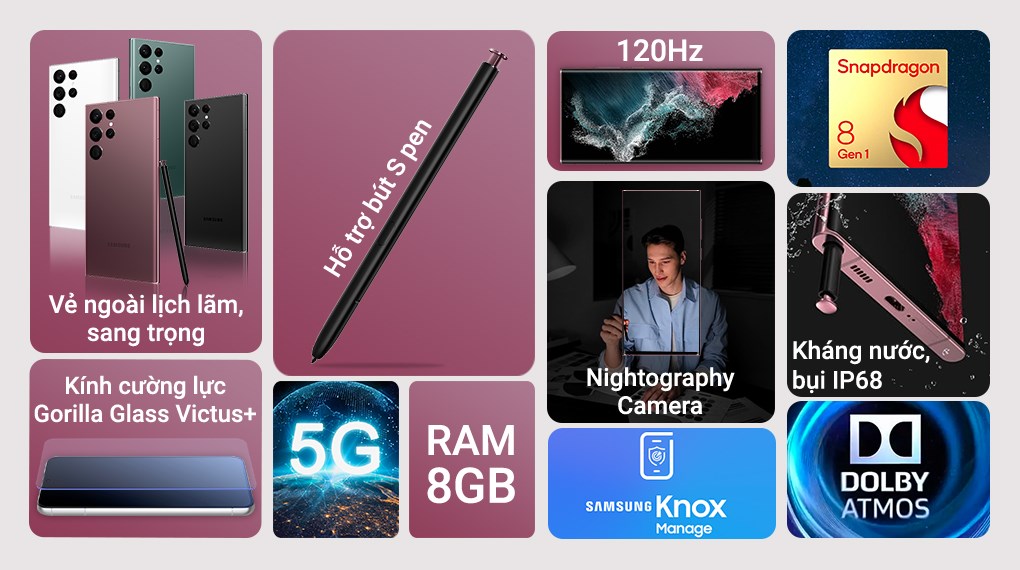 Vẻ ngoài lịch lãm,
sang trọng
Hỗ trợ bút S pen
120Hz
Snapdragon
8
Gen 1
Nightography
Camera
Kháng nước,
bụi IP68
Kính cường lực
Gorilla Glass Victus+
5G
RAM
8GB
SAMSUNG Knox
Manage
DOLBY
ATMOS